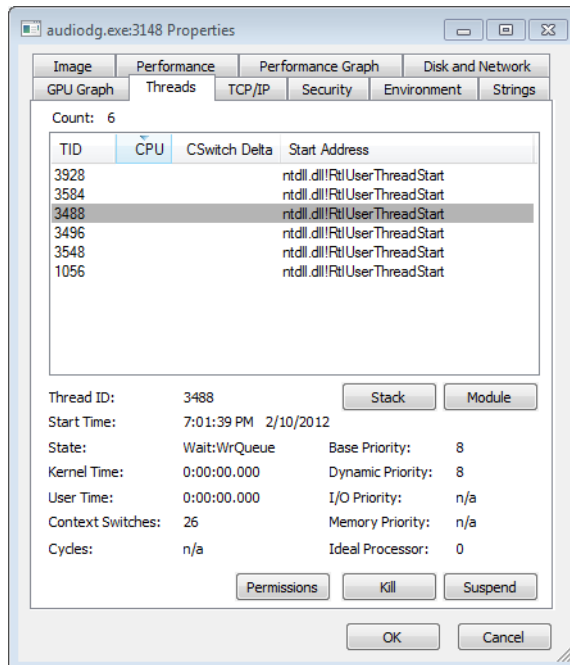 audiodg.exe:3148 Properties
Image Performance Performance Graph Disk and Network
GPU Graph Threads TCP/IP Security Environment Strings
Count: 6
TID CPU CSwitch Delta Start Address
3928 ntdll.dll!RtlUserThreadStart
3584 ntdll.dll!RtlUserThreadStart
3488 ntdll.dll!RtlUserThreadStart
3496 ntdll.dll!RtlUserThreadStart
3548 ntdll.dll!RtlUserThreadStart
1056 ntdll.dll!RtlUserThreadStart
Thread ID: 3488 Stack Module
Start Time: 7:01:39 PM 2/10/2012
State: Wait:WrQueue Base Priority: 8
Kernel Time: 0:00:00.000 Dynamic Priority: 8
User Time: 0:00:00.000 I/O Priority: n/a
Context Switches: 26 Memory Priority: n/a
Cycles: n/a Ideal Processor: 0
Permissions Kill Suspend
OK Cancel